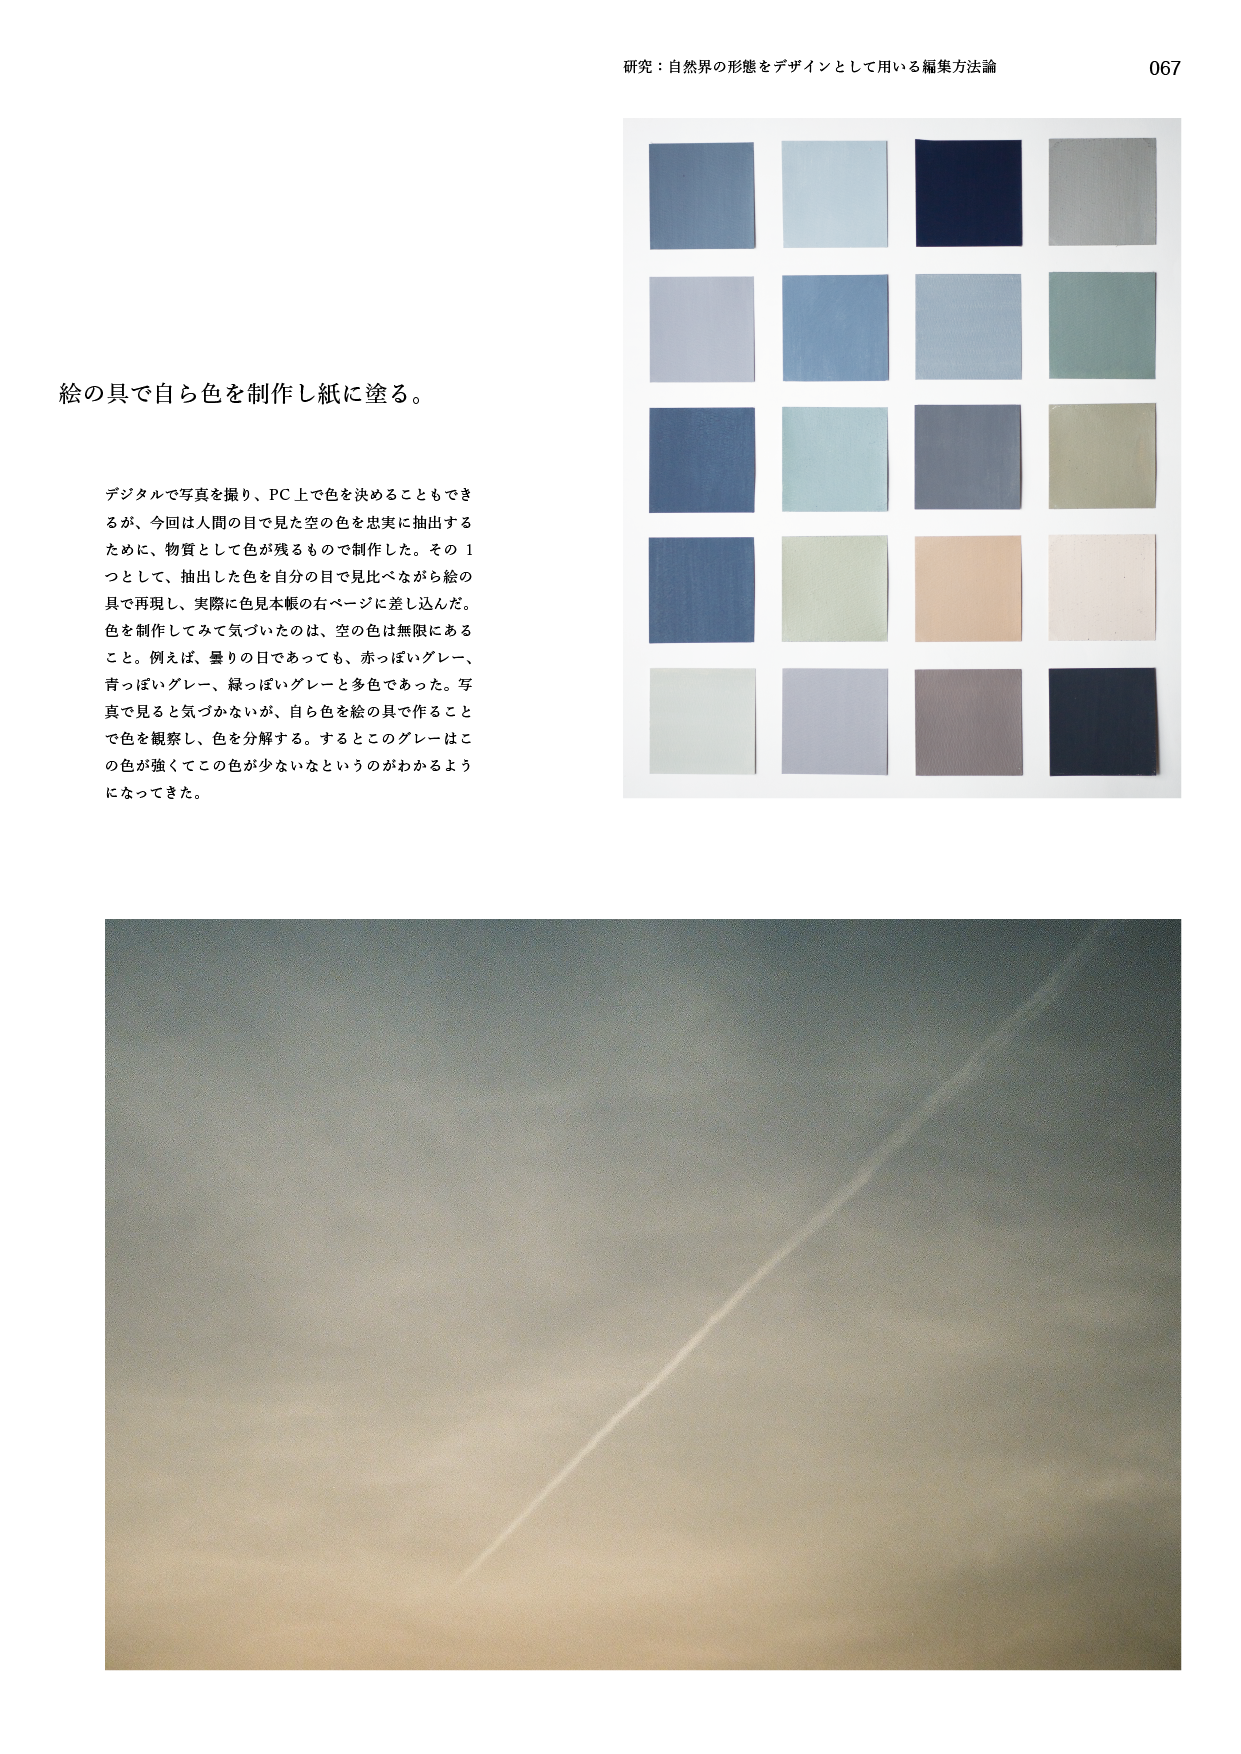 研究：自然界の形態をデザインとして用いる編集方法論
067
絵の具で自ら色を制作し紙に塗る。
デジタルで写真を撮り、PC 上で色を決めることもでき
るが、今回は人間の目で見た空の色を忠実に抽出する
ために、物質として色が残るもので制作した。その 1
つとして、抽出した色を自分の目で見比べながら絵の
具で再現し、実際に色見本帳の右ページに差し込んだ。
色を制作してみて気づいたのは、空の色は無限にある
こと。例えば、曇りの日であっても、赤っぽいグレー、
青っぽいグレー、緑っぽいグレーと多色であった。写
真で見ると気づかないが、自ら色を絵の具で作ること
で色を観察し、色を分解する。するとこのグレーはこ
の色が強くてこの色が少ないなというのがわかるよう
になってきた。